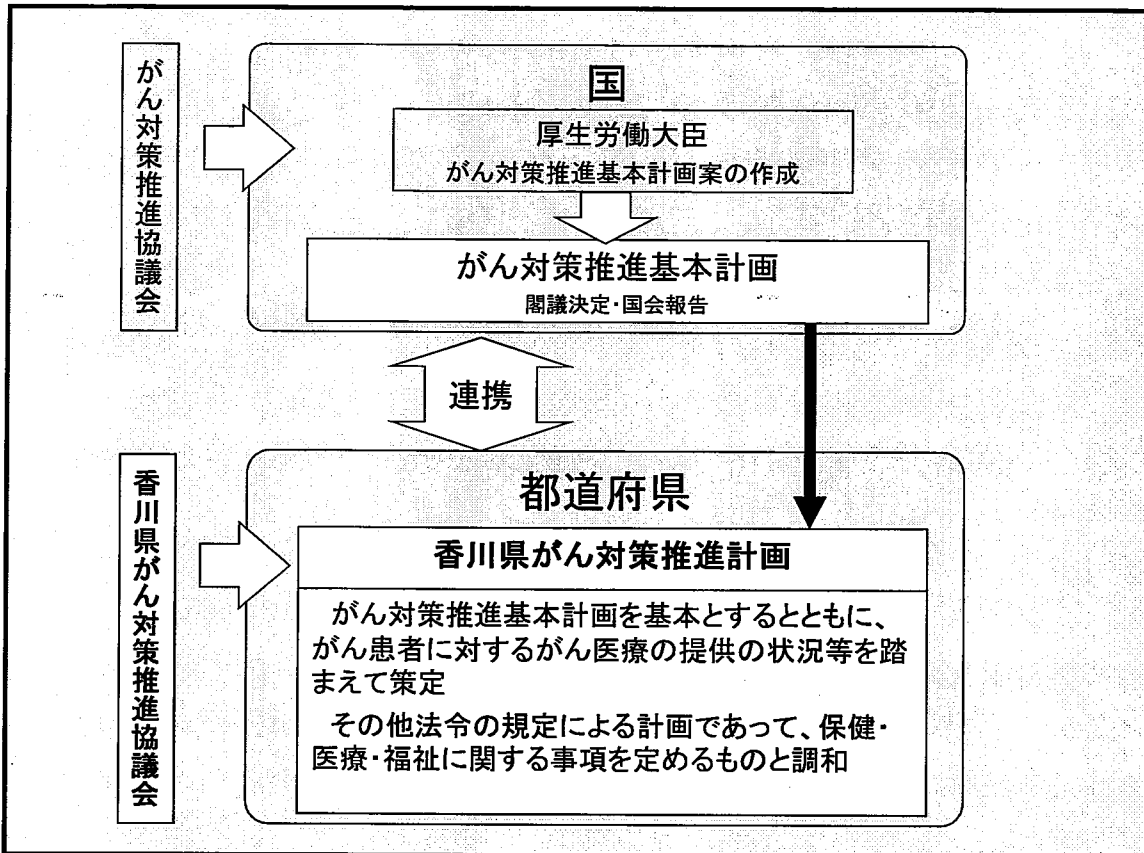 がん対策推進協議会
国
厚生労働大臣
がん対策推進基本計画案の作成
がん対策推進基本計画
閣議決定・国会報告
連携
香川県がん対策推進協議会
都道府県
香川県がん対策推進計画
がん対策推進基本計画を基本とするとともに、
がん患者に対するがん医療の提供の状況等を踏
まえて策定
その他法令の規定による計画であって、保健・
医療・福祉に関する事項を定めるものと調和